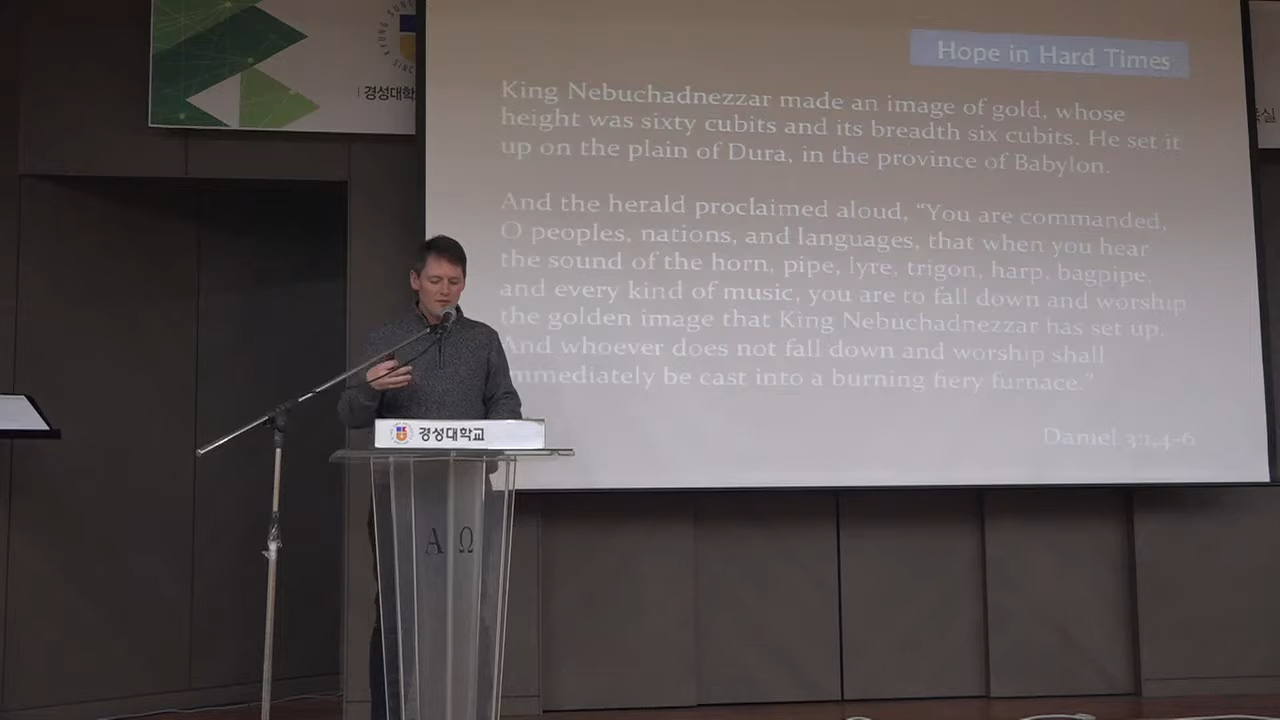 경성대학교
Hope in Hard Times
King Nebuchadnezzar made an image of gold, whose
height was sixty cubits and its breadth six cubits. He set it
up on the plain of Dura, in the province of Babylon.
And the herald proclaimed aloud, “You are commanded,
O peoples, nations, and languages, that when you hear
the sound of the horn, pipe, lyre, trigon, harp, bagpipe,
and every kind of music, you are to fall down and worship
the golden image that King Nebuchadnezzar has set up.
And whoever does not fall down and worship shall
immediately be cast into a burning fiery furnace.”
Daniel 3:1,4-6
경성대학교
Α Ω